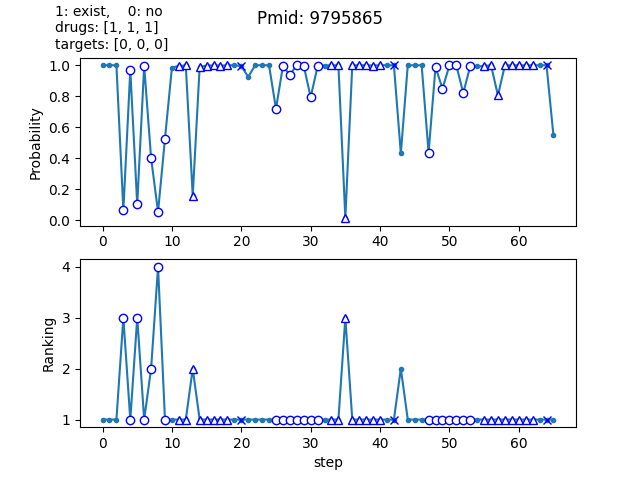 1: exist,    0: no
drugs: [1, 1, 1]
targets: [0, 0, 0]
Pmid: 9795865
Probability
1.0
0.8
0.6
0.4
0.2
0.0
0 10 20 30 40 50 60
Ranking
4
3
2
1
0 10 20 30 40 50 60
step